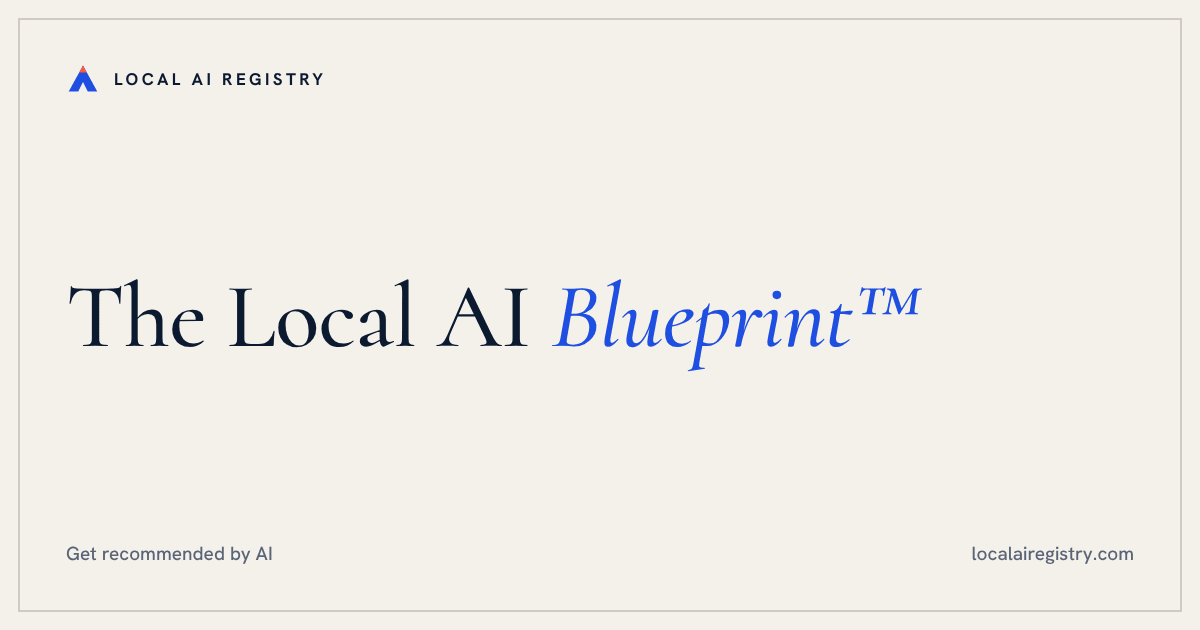 LOCAL AI REGISTRY
The Local AI Blueprint™
Get recommended by AI
localairegistry.com